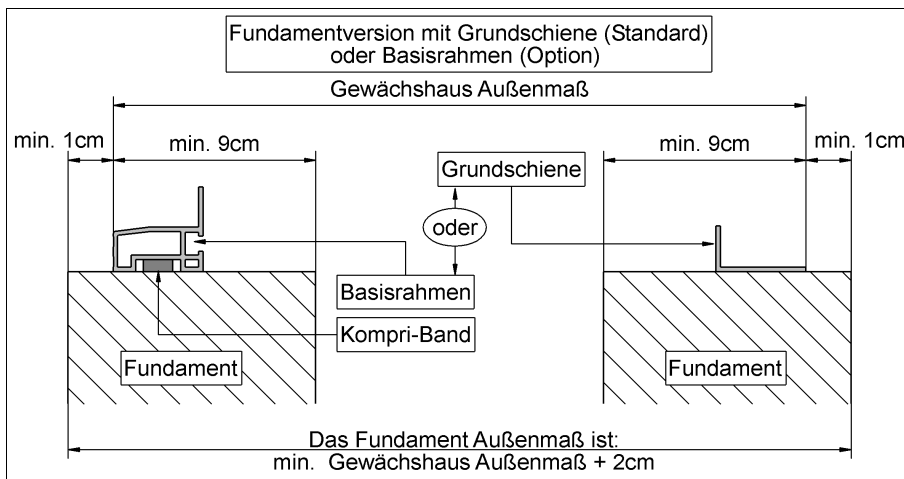 Fundamentversion mit Grundschiene (Standard)
oder Basisrahmen (Option)
Gewächshaus Außenmaß
min. 1cm
min. 9cm
min. 9cm
min. 1cm
Grundschiene
oder
Basisrahmen
Kompri-Band
Fundament
Fundament
Das Fundament Außenmaß ist:
min. Gewächshaus Außenmaß + 2cm